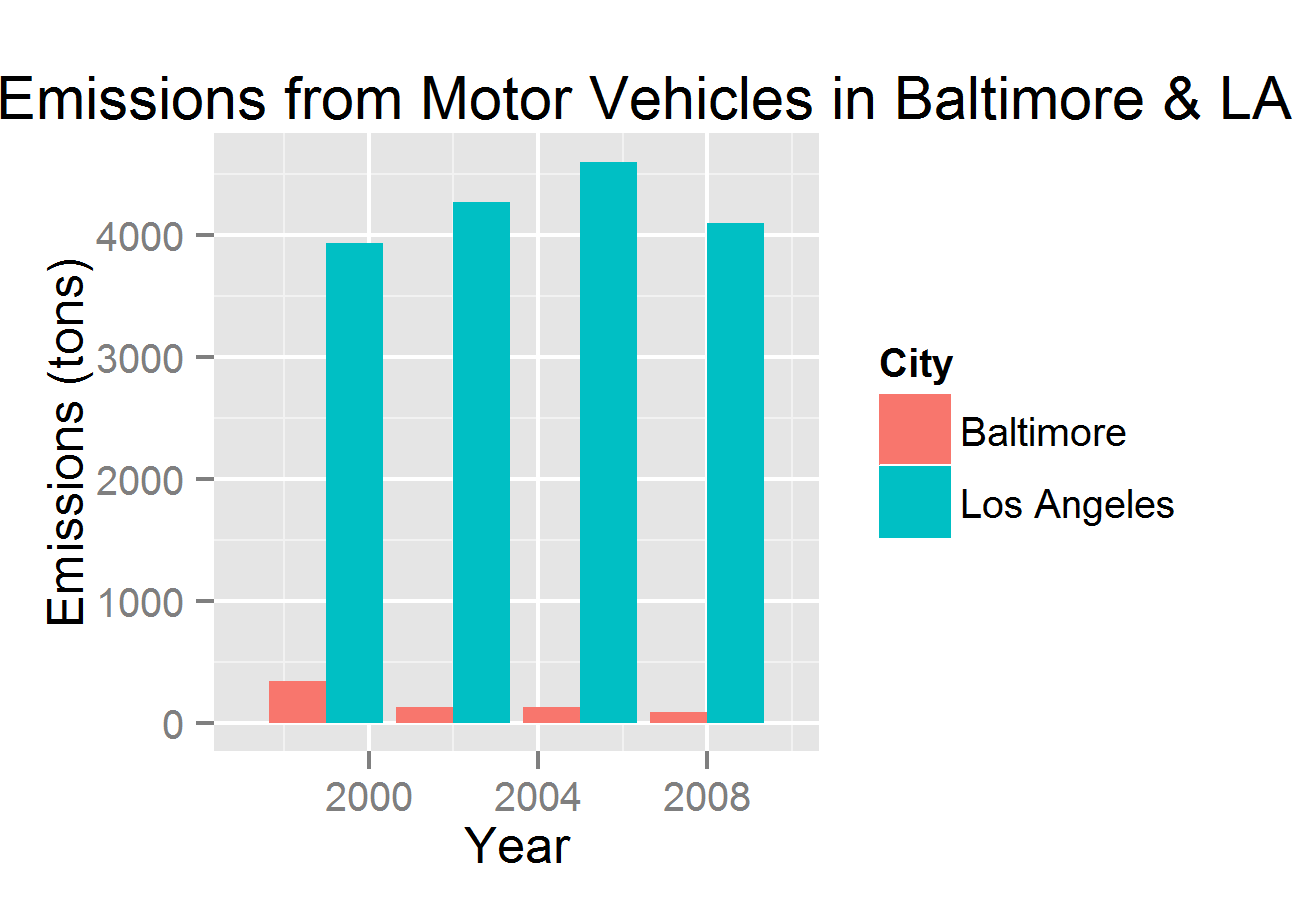 Emissions from Motor Vehicles in Baltimore & LA
Emissions (tons)
4000
3000
2000
1000
0
2000 2004 2008
Year
City
Baltimore
Los Angeles